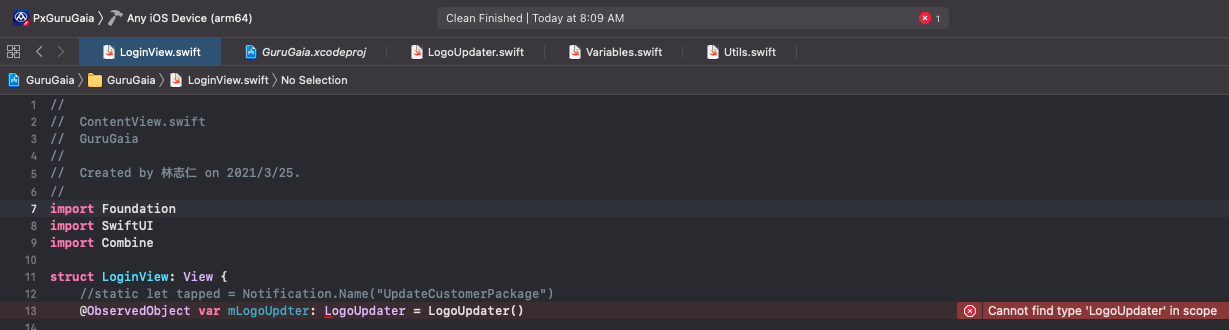 PxGuruGaia 〉 Any iOS Device (arm64)
Clean Finished | Today at 8:09 AM
1
LoginView.swift
GuruGaia.xcodeproj
LogoUpdater.swift
Variables.swift
Utils.swift
GuruGaia 〉 GuruGaia 〉 LoginView.swift 〉 No Selection
1 //
2 //  ContentView.swift
3 //  GuruGaia
4 //
5 //  Created by 林志仁 on 2021/3/25.
6 //
7 import Foundation
8 import SwiftUI
9 import Combine
10
11 struct LoginView: View {
12     //static let tapped = Notification.Name("UpdateCustomerPackage")
13     @ObservedObject var mLogoUpdter: LogoUpdater = LogoUpdater()
Cannot find type 'LogoUpdater' in scope
14